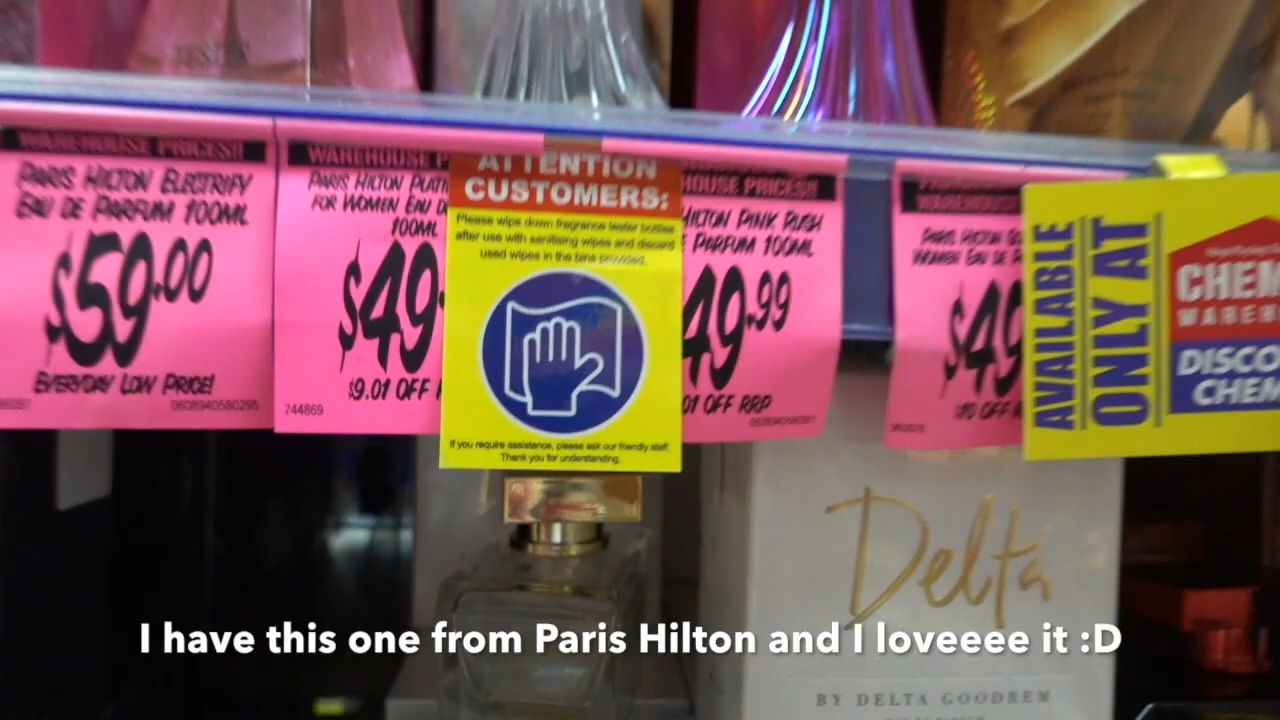 WAREHOUSE PRICES!!
PARIS HILTON ELECTRIFY
EAU DE PARFUM 100ML
$59.00
EVERYDAY LOW PRICE!
0608940580295
WAREHOUSE P
PARIS HILTON PLATI
FOR WOMEN EAU D
100ML
$49
$9.01 OFF
744869
ATTENTION
CUSTOMERS:
Please wipe down fragrance tester bottles
after use with sanitising wipes and discard
used wipes in the bins provided.
If you require assistance, please ask our friendly staff.
Thank you for understanding.
HOUSE PRICES!!
HILTON PINK RUSH
PARFUM 100ML
49.99
01 OFF RRP
WAREHOUS
PARIS HILTON
WOMEN EAU DE
$49
$10 OFF
AVAILABLE
ONLY AT
CHEM
WAREH
DISCO
CHEM
Delta
BY DELTA GOODREM
I have this one from Paris Hilton and I loveeee it :D